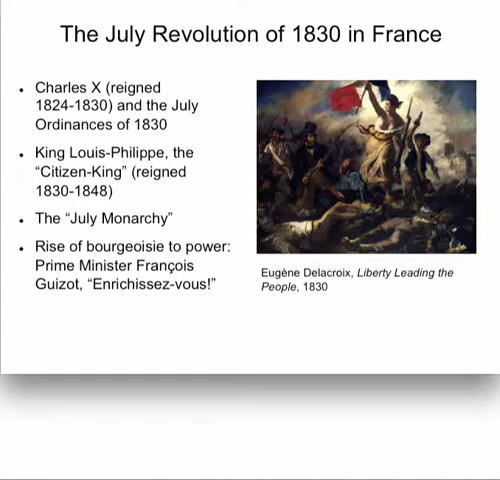 The July Revolution of 1830 in France
• Charles X (reigned
1824-1830) and the July
Ordinances of 1830
• King Louis-Philippe, the
“Citizen-King” (reigned
1830-1848)
• The “July Monarchy”
• Rise of bourgeoisie to power:
Prime Minister François
Guizot, “Enrichissez-vous!”
Eugène Delacroix, Liberty Leading the
People, 1830